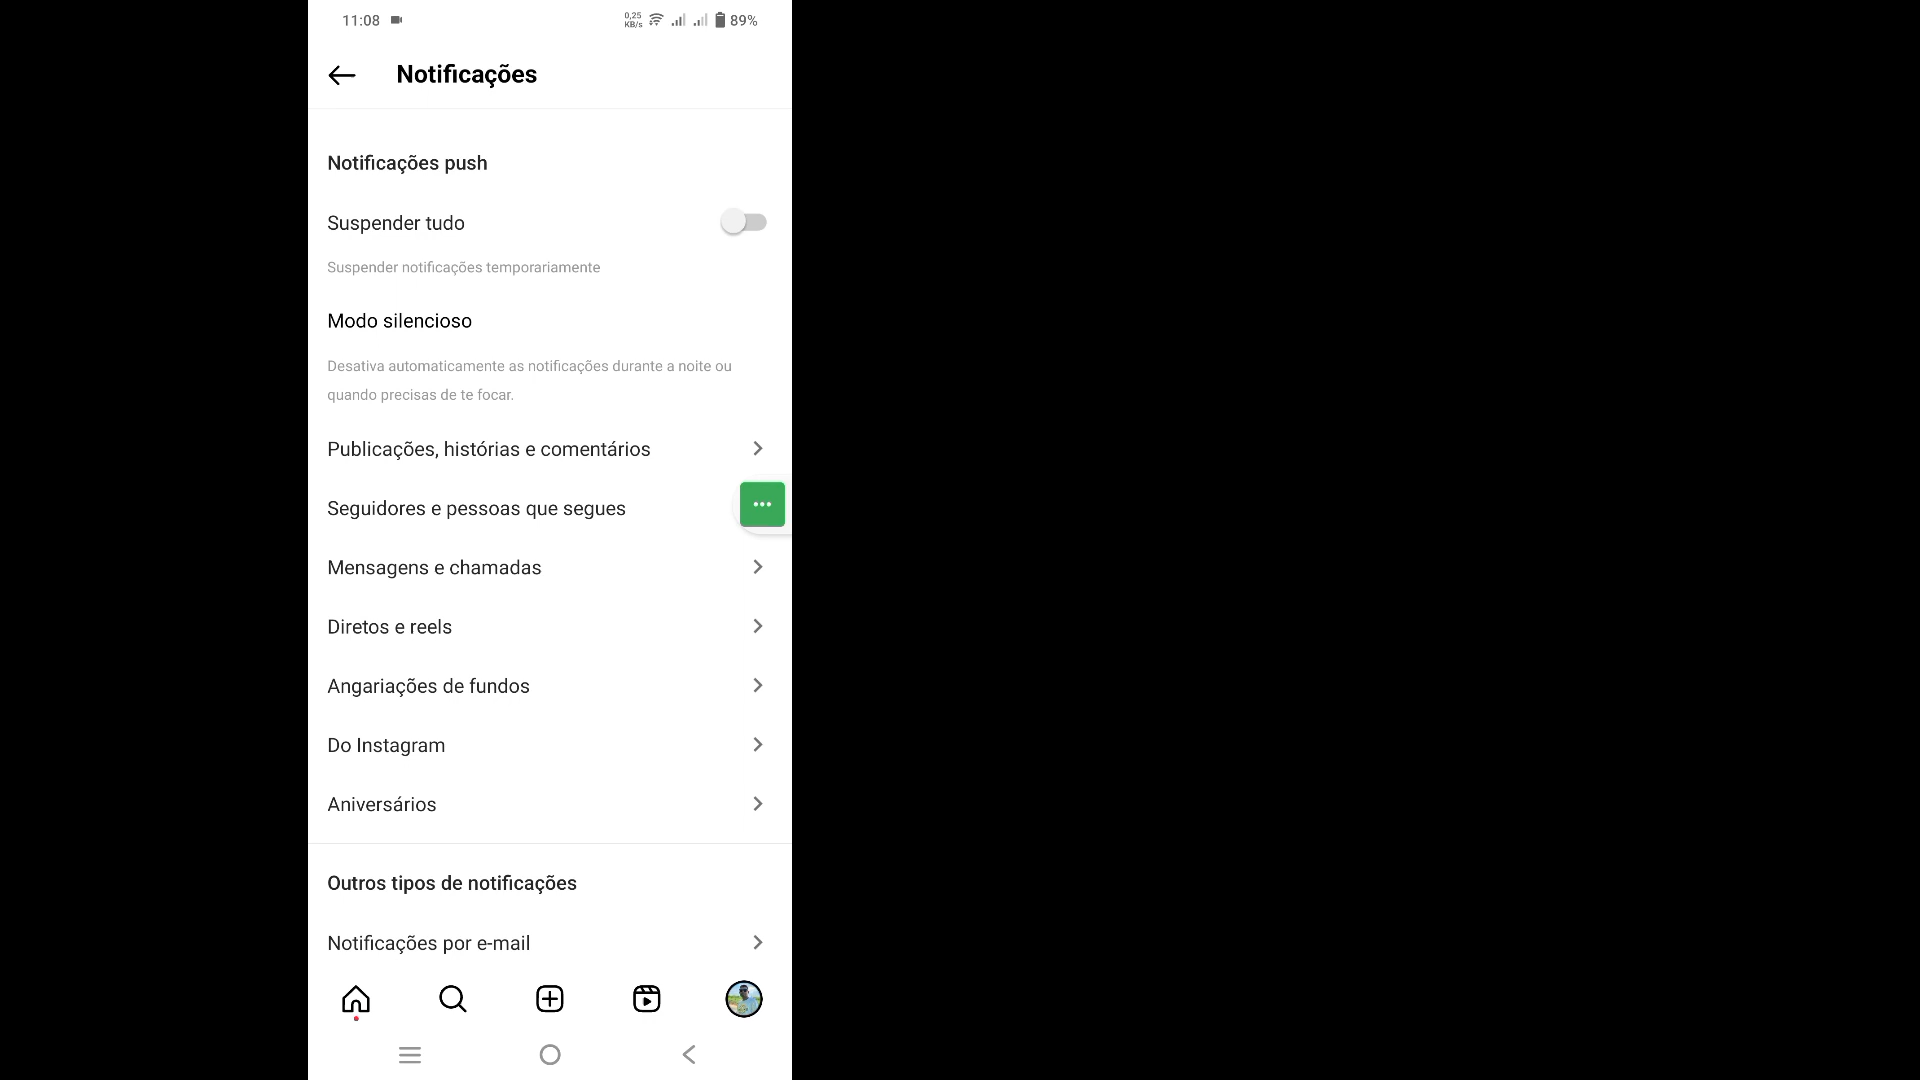 11:08
0,25
KB/s
89%
Notificações
Notificações push
Suspender tudo
Suspender notificações temporariamente
Modo silencioso
Desativa automaticamente as notificações durante a noite ou
quando precisas de te focar.
Publicações, histórias e comentários
Seguidores e pessoas que segues
Mensagens e chamadas
Diretos e reels
Angariações de fundos
Do Instagram
Aniversários
Outros tipos de notificações
Notificações por e-mail